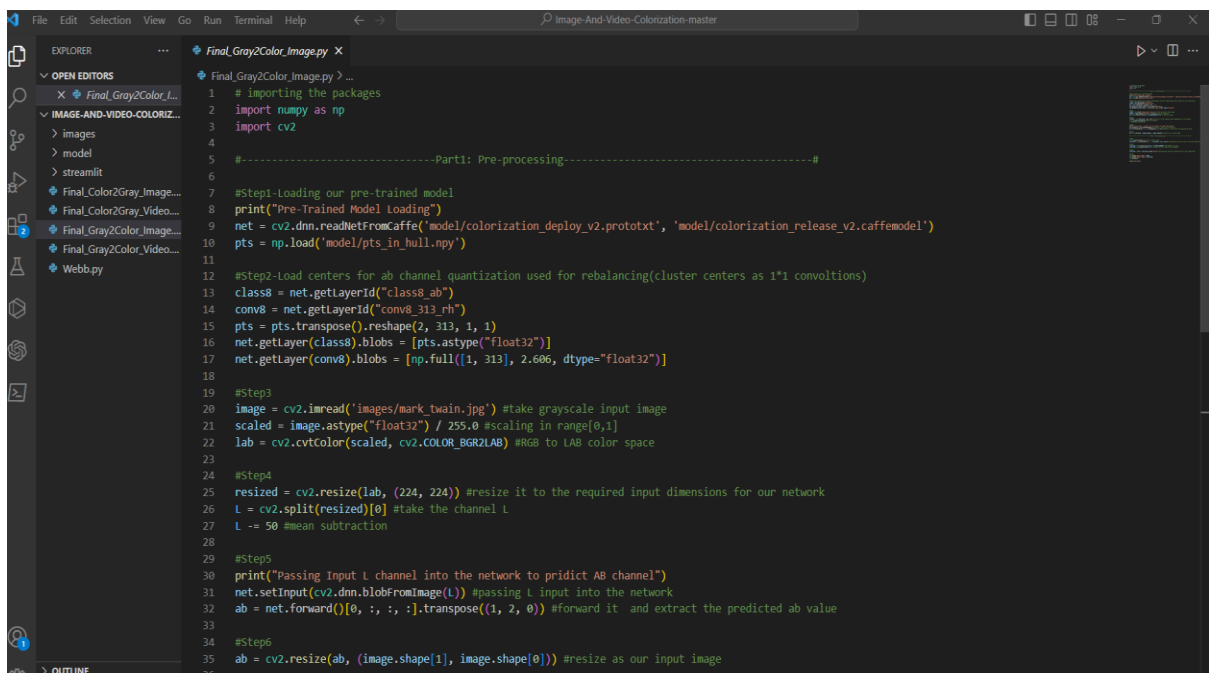 File Edit Selection View Go Run Terminal Help
Image-And-Video-Colorization-master
EXPLORER
Final_Gray2Color_Image.py
OPEN EDITORS
Final_Gray2Color_I...
IMAGE-AND-VIDEO-COLORIZ...
images
model
streamlit
Final_Color2Gray_Image....
Final_Color2Gray_Video....
Final_Gray2Color_Image....
Final_Gray2Color_Video....
Webb.py
2
1
OUTLINE
Final_Gray2Color_Image.py > ...
1 # importing the packages
2 import numpy as np
3 import cv2
4
5 #---------------------------------Part1: Pre-processing------------------------------------------#
6
7 #Step1-Loading our pre-trained model
8 print("Pre-Trained Model Loading")
9 net = cv2.dnn.readNetFromCaffe('model/colorization_deploy_v2.prototxt', 'model/colorization_release_v2.caffemodel')
10 pts = np.load('model/pts_in_hull.npy')
11
12 #Step2-Load centers for ab channel quantization used for rebalancing(cluster centers as 1*1 convoltions)
13 class8 = net.getLayerId("class8_ab")
14 conv8 = net.getLayerId("conv8_313_rh")
15 pts = pts.transpose().reshape(2, 313, 1, 1)
16 net.getLayer(class8).blobs = [pts.astype("float32")]
17 net.getLayer(conv8).blobs = [np.full([1, 313], 2.606, dtype="float32")]
18
19 #Step3
20 image = cv2.imread('images/mark_twain.jpg') #take grayscale input image
21 scaled = image.astype("float32") / 255.0 #scaling in range[0,1]
22 lab = cv2.cvtColor(scaled, cv2.COLOR_BGR2LAB) #RGB to LAB color space
23
24 #Step4
25 resized = cv2.resize(lab, (224, 224)) #resize it to the required input dimensions for our network
26 L = cv2.split(resized)[0] #take the channel L
27 L -= 50 #mean subtraction
28
29 #Step5
30 print("Passing Input L channel into the network to pridict AB channel")
31 net.setInput(cv2.dnn.blobFromImage(L)) #passing L input into the network
32 ab = net.forward()[0, :, :, :].transpose((1, 2, 0)) #forward it  and extract the predicted ab value
33
34 #Step6
35 ab = cv2.resize(ab, (image.shape[1], image.shape[0])) #resize as our input image